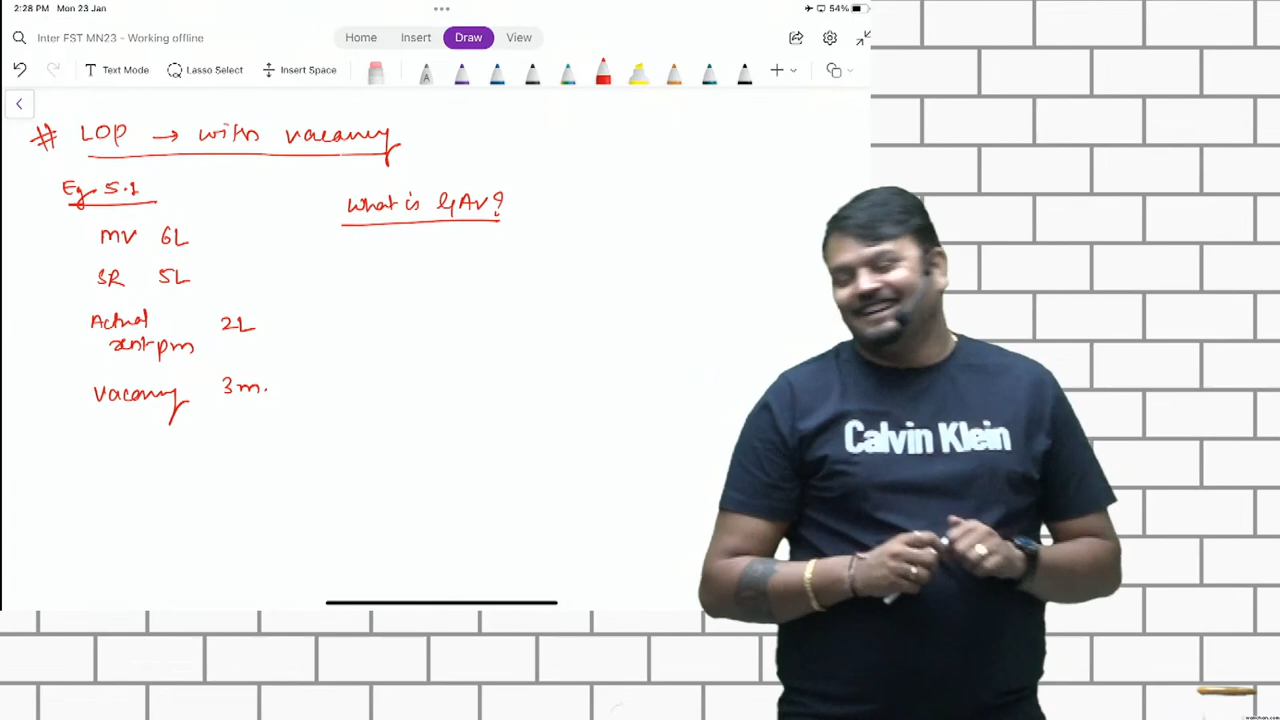 2:28 PM Mon 23 Jan
54%
Inter FST MN23 - Working offline
Home Insert Draw View
Text Mode Lasso Select Insert Space
A
# LOP → with vacancy
Eg. 5.1
What is GAV?
MV 6L
SR 5L
Actual rent pm 2L
Vacancy 3m.
Calvin Klein